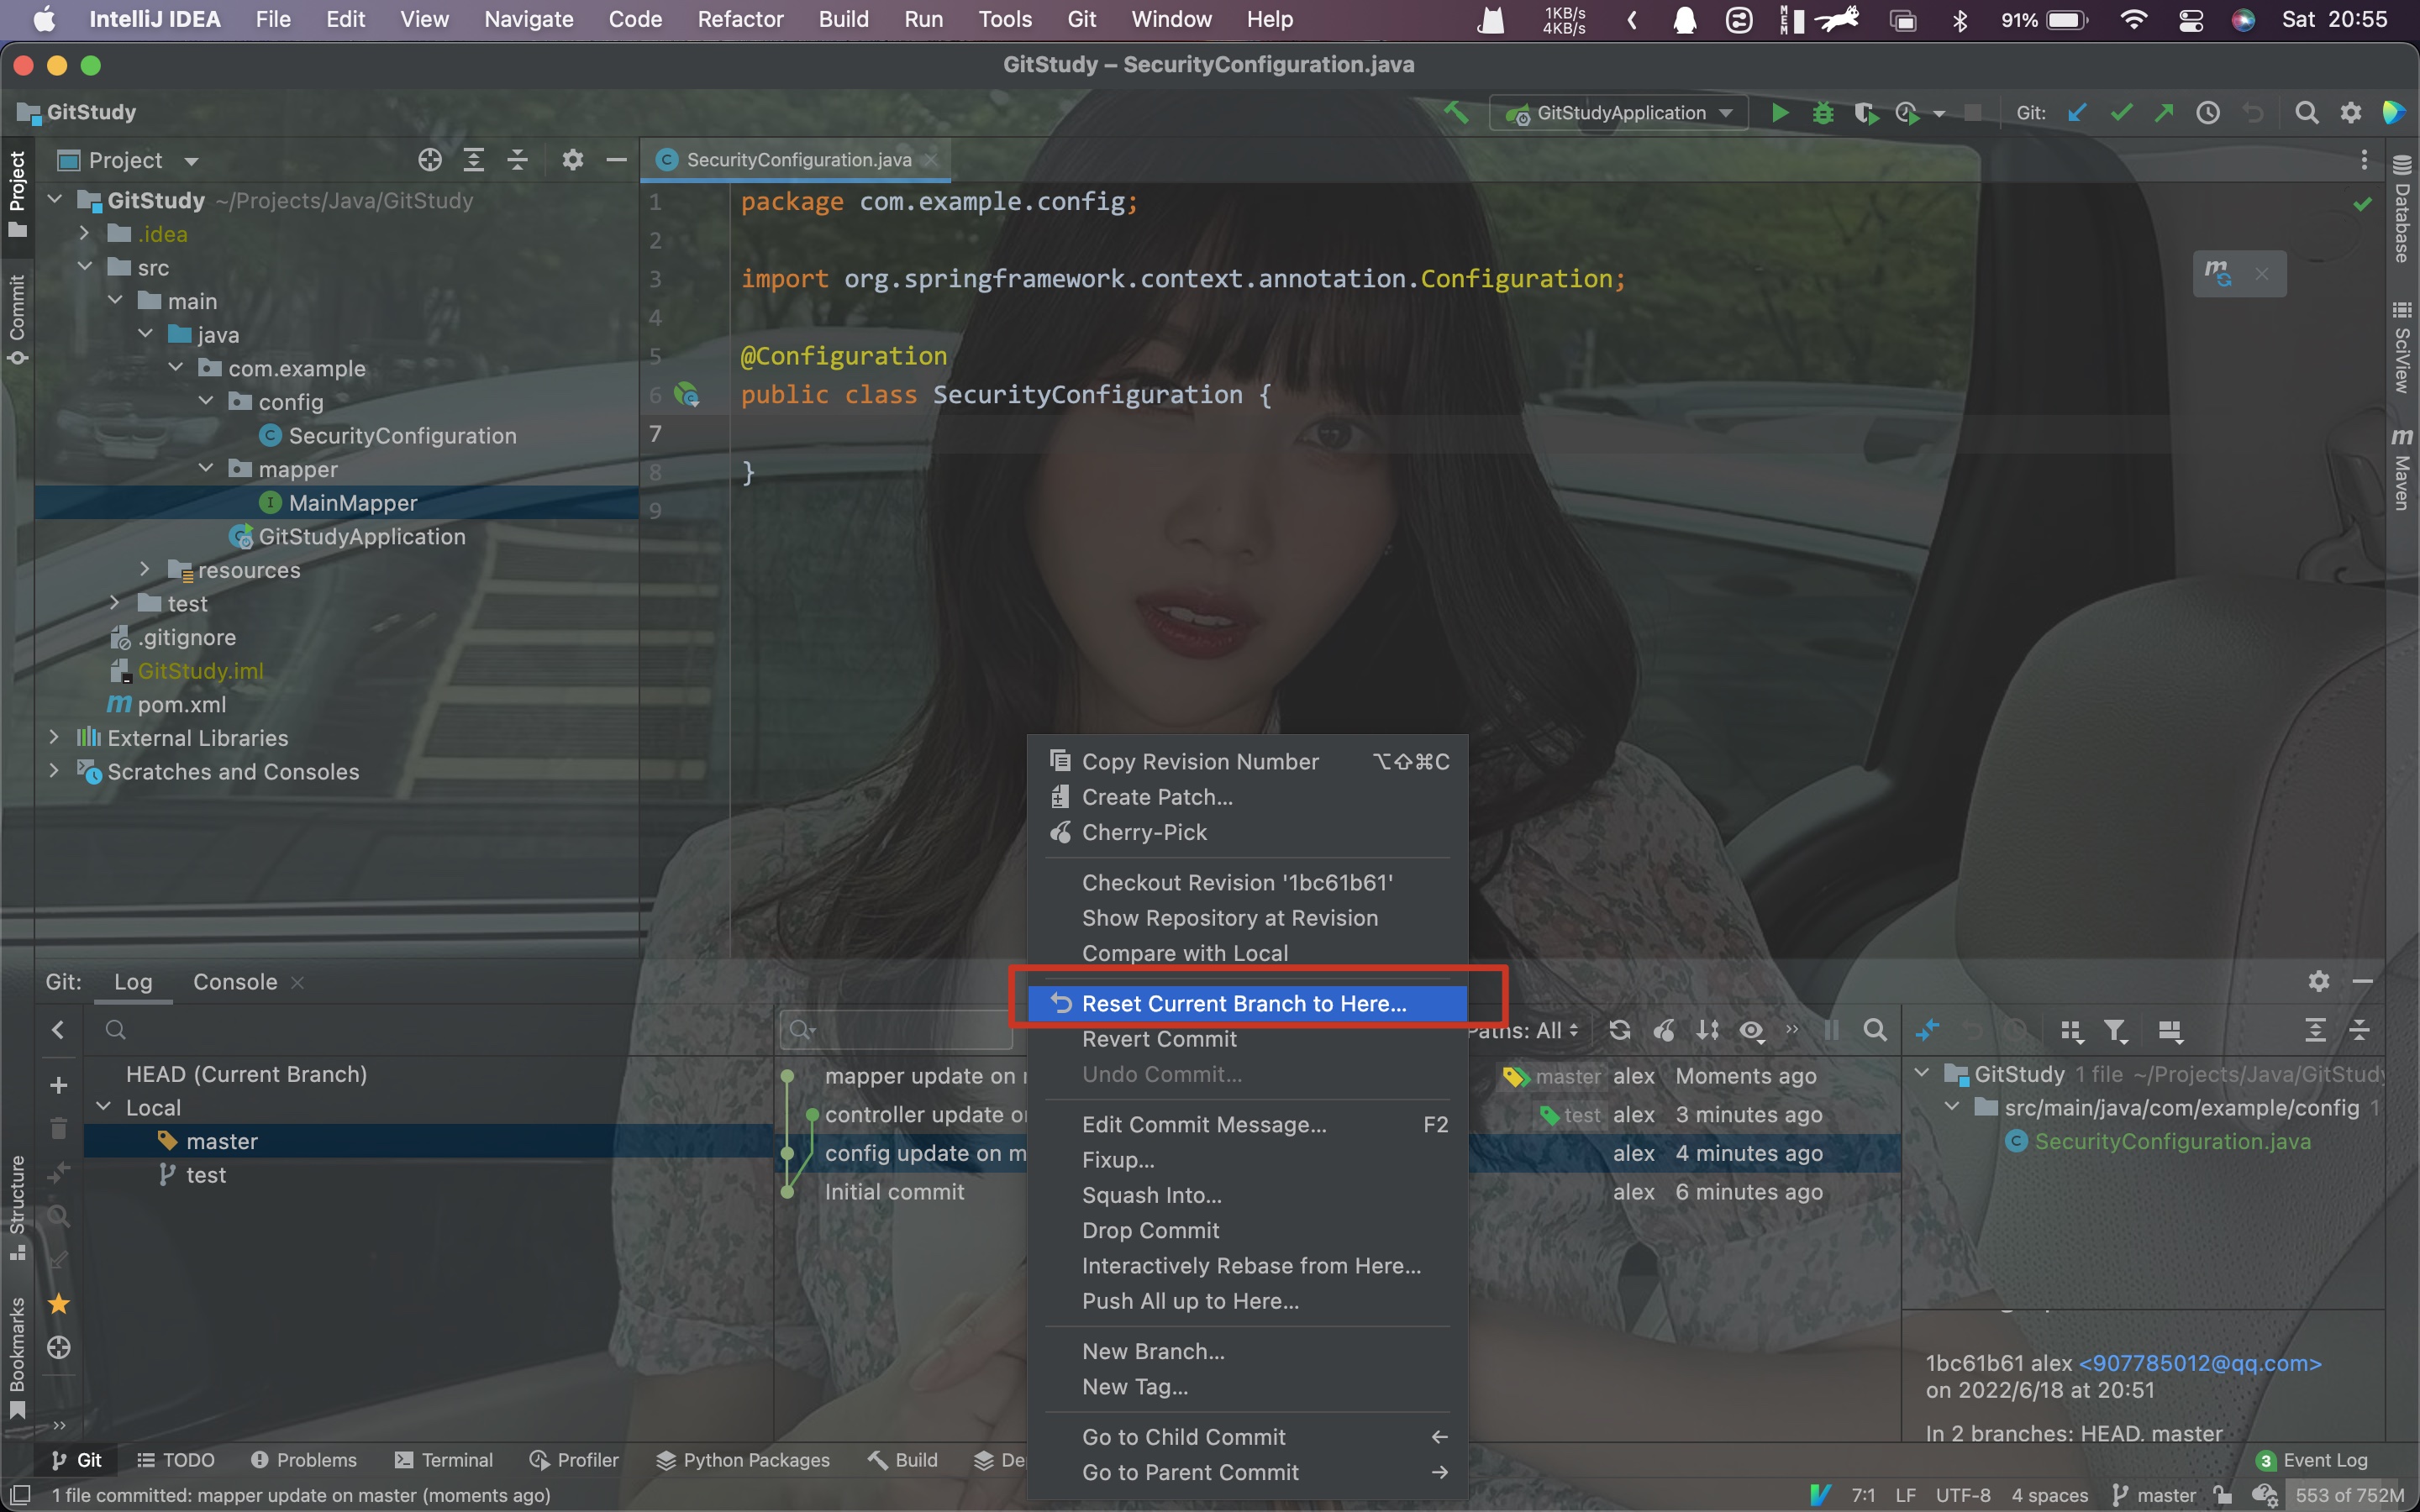 IntelliJ IDEA File Edit View Navigate Code Refactor Build Run Tools Git Window Help 1KB/s 4KB/s MEM 91% Sat 20:55
GitStudy – SecurityConfiguration.java
GitStudy GitStudyApplication Git:
Project
SecurityConfiguration.java
GitStudy ~/Projects/Java/GitStudy
.idea
src
main
java
com.example
config
SecurityConfiguration
mapper
MainMapper
GitStudyApplication
resources
test
.gitignore
GitStudy.iml
pom.xml
External Libraries
Scratches and Consoles
1 package com.example.config;
2
3 import org.springframework.context.annotation.Configuration;
4
5 @Configuration
6 public class SecurityConfiguration {
7
8 }
9
Project
Commit
Structure
Bookmarks
Database
SciView
Maven
Copy Revision Number ⌥⇧⌘C
Create Patch...
Cherry-Pick
Checkout Revision '1bc61b61'
Show Repository at Revision
Compare with Local
Reset Current Branch to Here...
Revert Commit
Undo Commit...
Edit Commit Message... F2
Fixup...
Squash Into...
Drop Commit
Interactively Rebase from Here...
Push All up to Here...
New Branch...
New Tag...
Go to Child Commit ←
Go to Parent Commit →
Git: Log Console
HEAD (Current Branch)
Local
master
test
Paths: All
mapper update on master alex Moments ago
controller update test alex 3 minutes ago
config update on alex 4 minutes ago
Initial commit alex 6 minutes ago
GitStudy 1 file ~/Projects/Java/GitStudy
src/main/java/com/example/config 1
SecurityConfiguration.java
1bc61b61 alex <907785012@qq.com>
on 2022/6/18 at 20:51
In 2 branches: HEAD, master
Git TODO Problems Terminal Profiler Python Packages Build De 3 Event Log
1 file committed: mapper update on master (moments ago) 7:1 LF UTF-8 4 spaces master 553 of 752M